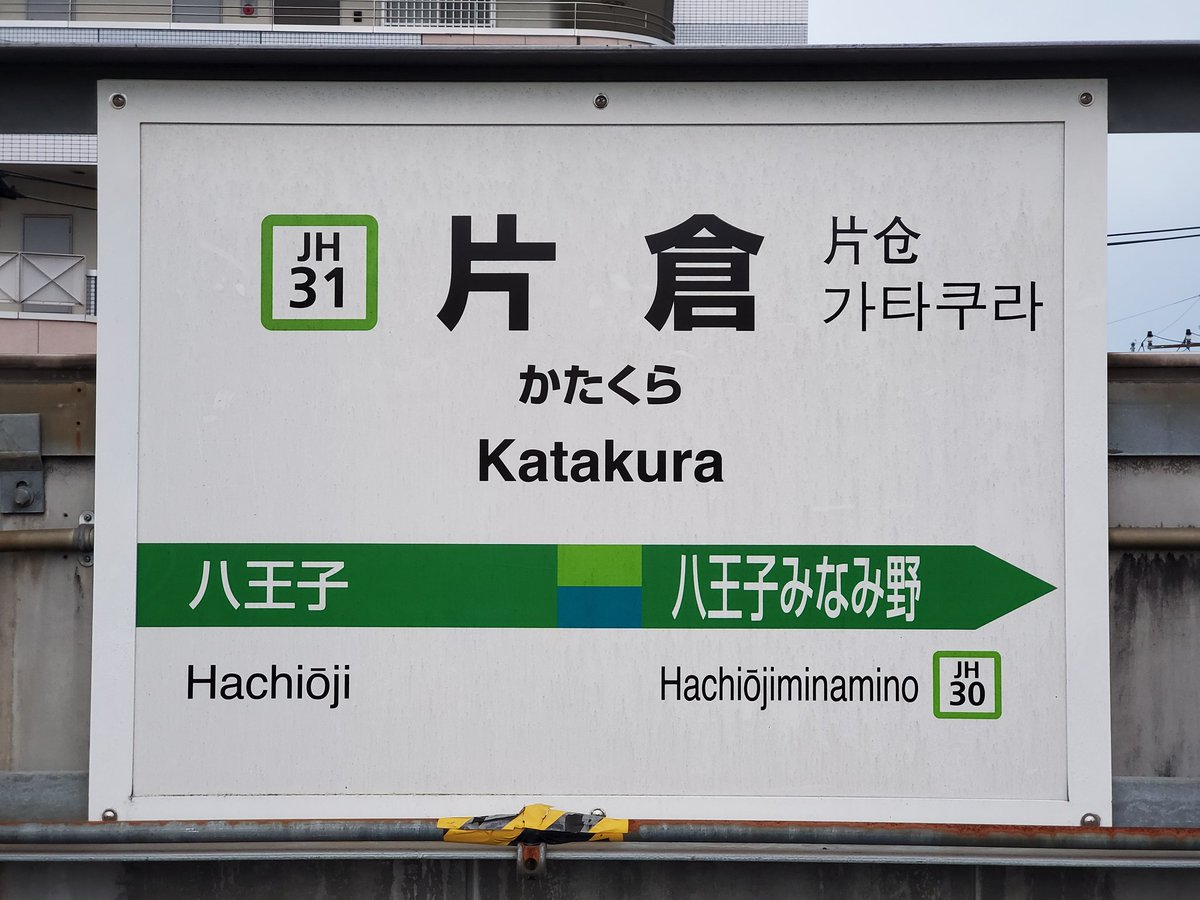 JH
31
片倉
片仓
가타쿠라
かたくら
Katakura
八王子
八王子みなみ野
Hachiōji
Hachiōjiminamino
JH
30